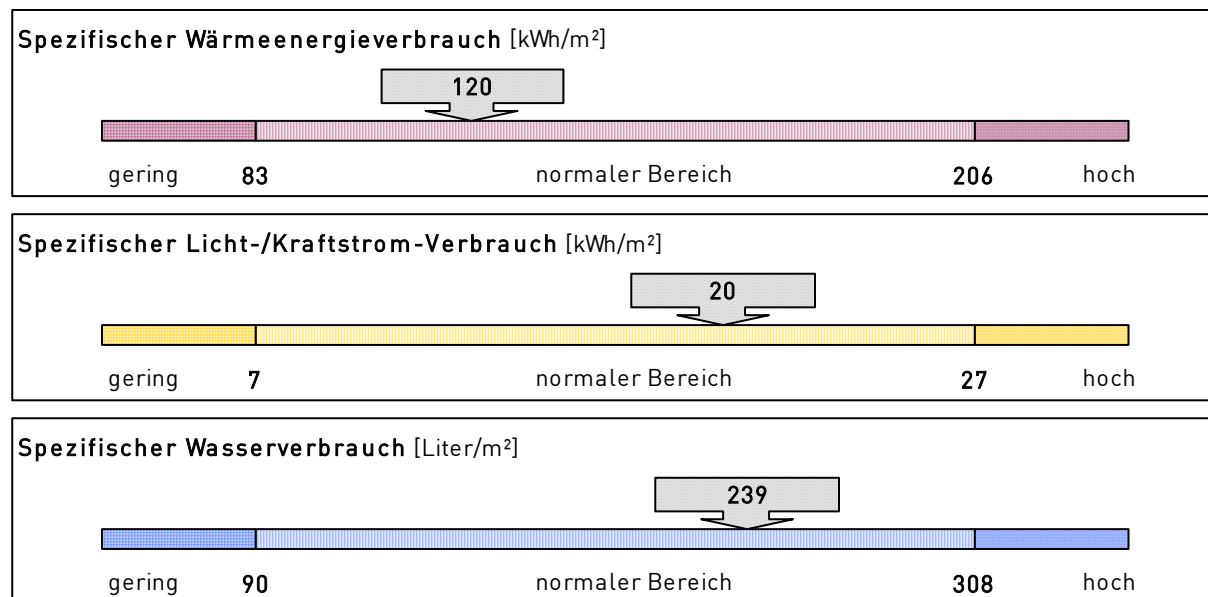 Spezifischer Wärmeenergieverbrauch [kWh/m²]
120
gering 83 normaler Bereich 206 hoch
Spezifischer Licht-/Kraftstrom-Verbrauch [kWh/m²]
20
gering 7 normaler Bereich 27 hoch
Spezifischer Wasserverbrauch [Liter/m²]
239
gering 90 normaler Bereich 308 hoch